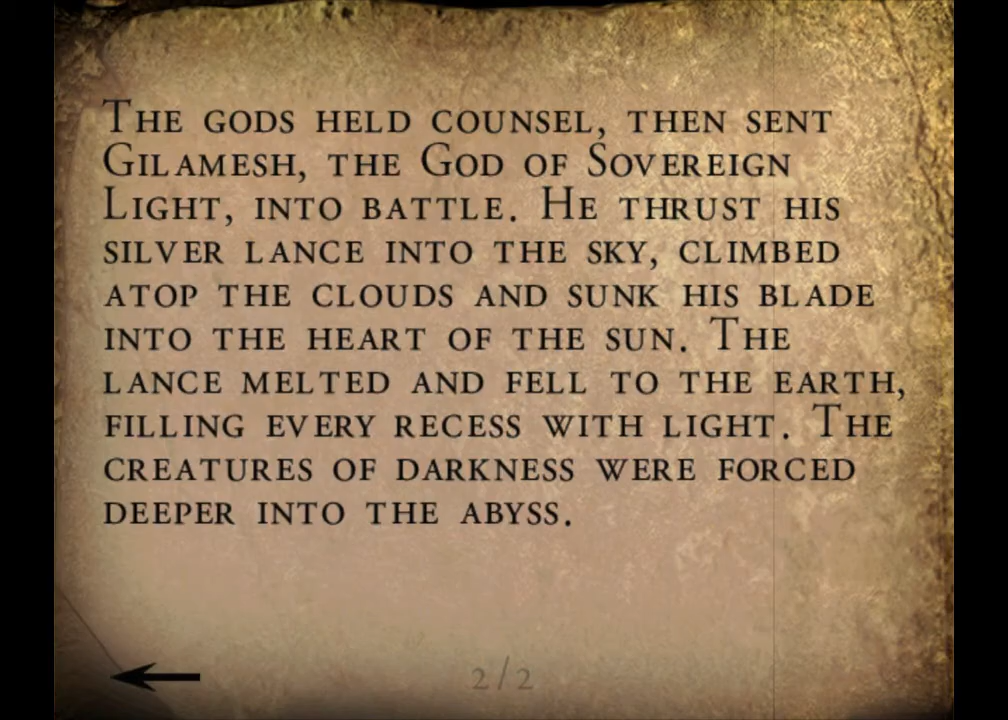 The gods held counsel, then sent
Gilamesh, the God of Sovereign
Light, into battle. He thrust his
silver lance into the sky, climbed
atop the clouds and sunk his blade
into the heart of the sun. The
lance melted and fell to the earth,
filling every recess with light. The
creatures of darkness were forced
deeper into the abyss.
2/2